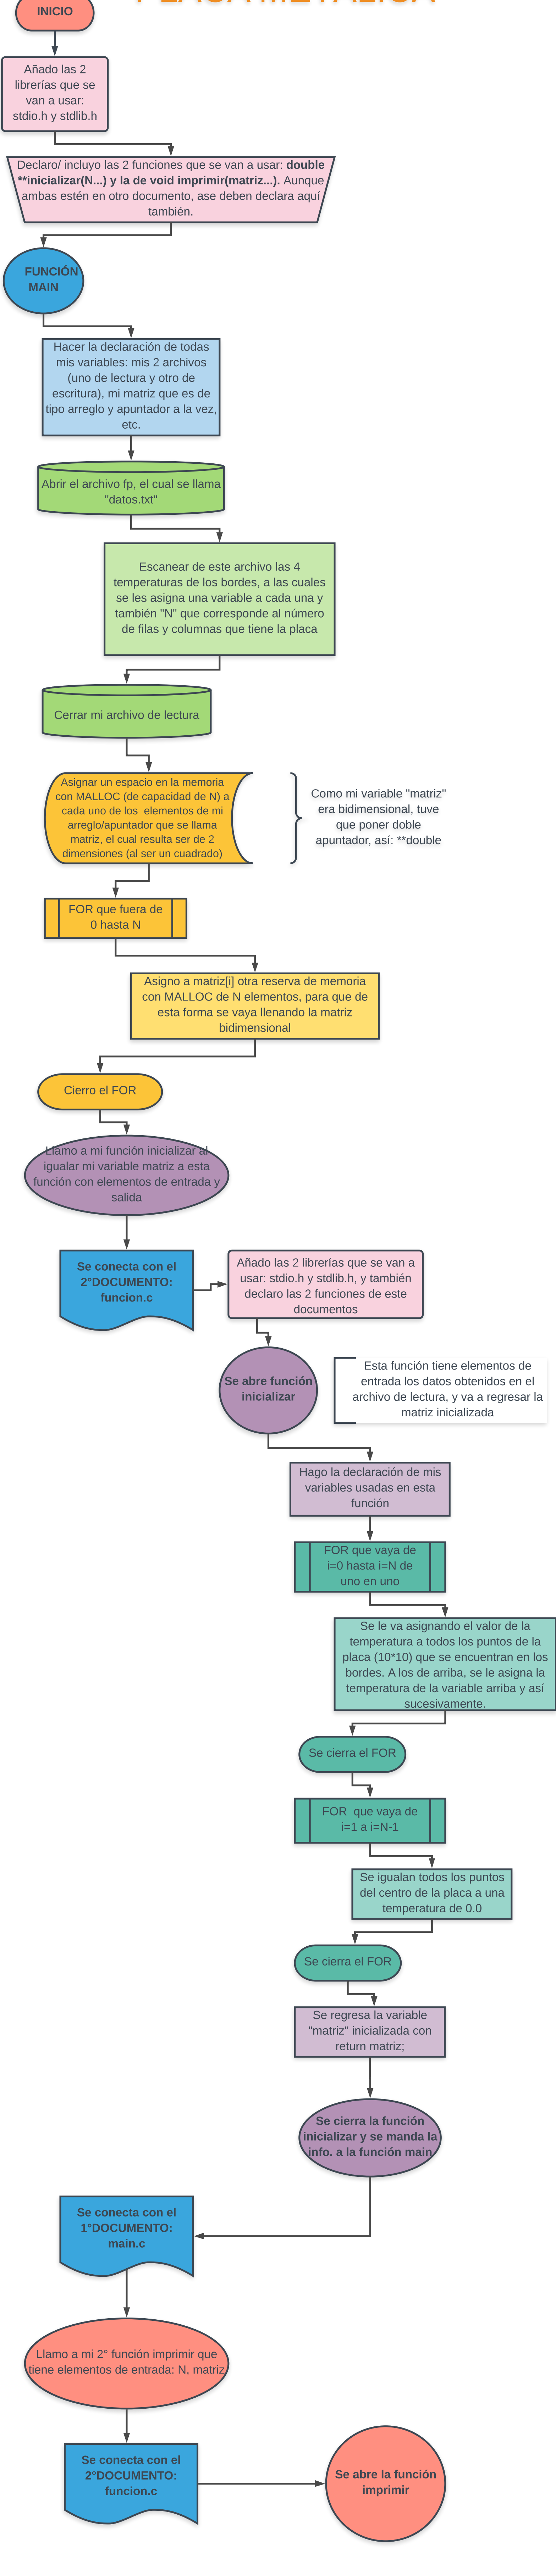 PLACA METÁLICA
INICIO
Añado las 2
librerías que se
van a usar:
stdio.h y stdlib.h
Declaro/ incluyo las 2 funciones que se van a usar: double
**inicializar(N...) y la de void imprimir(matriz...). Aunque
ambas estén en otro documento, ase deben declara aquí
también.
FUNCIÓN
MAIN
Hacer la declaración de todas
mis variables: mis 2 archivos
(uno de lectura y otro de
escritura), mi matriz que es de
tipo arreglo y apuntador a la vez,
etc.
Abrir el archivo fp, el cual se llama
"datos.txt"
Escanear de este archivo las 4
temperaturas de los bordes, a las cuales
se les asigna una variable a cada una y
también "N" que corresponde al número
de filas y columnas que tiene la placa
Cerrar mi archivo de lectura
Asignar un espacio en la memoria
con MALLOC (de capacidad de N) a
cada uno de los elementos de mi
arreglo/apuntador que se llama
matriz, el cual resulta ser de 2
dimensiones (al ser un cuadrado)
Como mi variable "matriz"
era bidimensional, tuve
que poner doble
apuntador, así: **double
FOR que fuera de
0 hasta N
Asigno a matriz[i] otra reserva de memoria
con MALLOC de N elementos, para que de
esta forma se vaya llenando la matriz
bidimensional
Cierro el FOR
Llamo a mi función inicializar al
igualar mi variable matriz a esta
función con elementos de entrada y
salida
Se conecta con el
2°DOCUMENTO:
funcion.c
Añado las 2 librerías que se van a
usar: stdio.h y stdlib.h, y también
declaro las 2 funciones de este
documentos
Se abre función
inicializar
Esta función tiene elementos de
entrada los datos obtenidos en el
archivo de lectura, y va a regresar la
matriz inicializada
Hago la declaración de mis
variables usadas en esta
función
FOR que vaya de
i=0 hasta i=N de
uno en uno
Se le va asignando el valor de la
temperatura a todos los puntos de la
placa (10*10) que se encuentran en los
bordes. A los de arriba, se le asigna la
temperatura de la variable arriba y así
sucesivamente.
Se cierra el FOR
FOR que vaya de
i=1 a i=N-1
Se igualan todos los puntos
del centro de la placa a una
temperatura de 0.0
Se cierra el FOR
Se regresa la variable
"matriz" inicializada con
return matriz;
Se cierra la función
inicializar y se manda la
info. a la función main
Se conecta con el
1°DOCUMENTO:
main.c
Llamo a mi 2° función imprimir que
tiene elementos de entrada: N, matriz
Se conecta con el
2°DOCUMENTO:
funcion.c
Se abre la función
imprimir